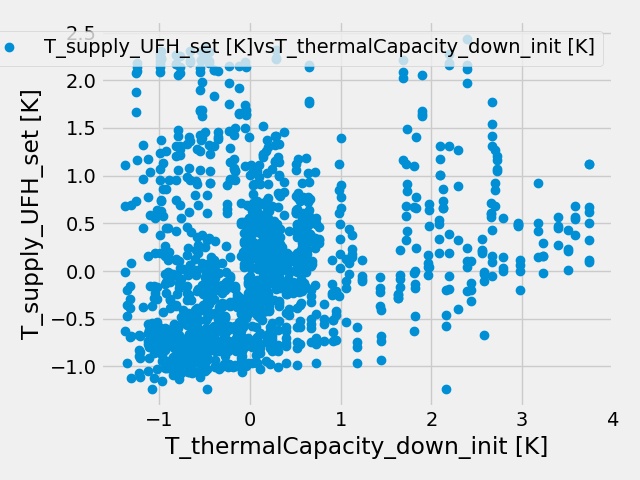 2.5
T_supply_UFH_set [K]vsT_thermalCapacity_down_init [K]
2.0
1.5
1.0
0.5
0.0
−0.5
−1.0
T_supply_UFH_set [K]
−1 0 1 2 3 4
T_thermalCapacity_down_init [K]